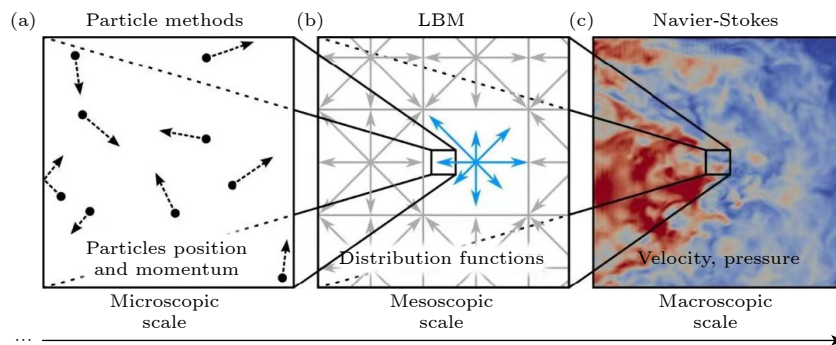 (a) Particle methods
(b) LBM
(c) Navier-Stokes
Particles position
and momentum
Distribution functions
Velocity, pressure
Microscopic
scale
Mesoscopic
scale
Macroscopic
scale
...